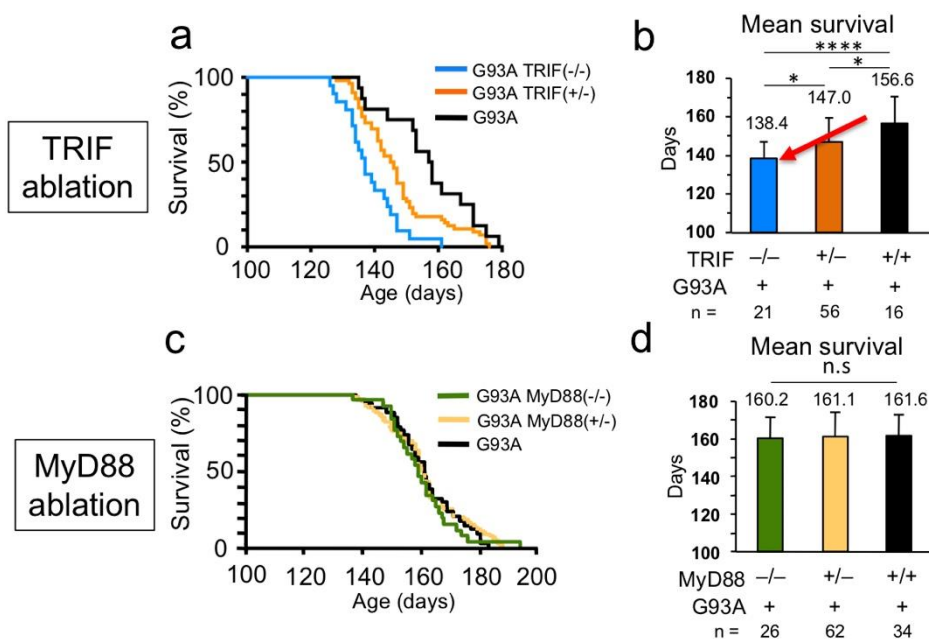 TRIF
ablation
a
Survival (%)
100
50
0
G93A TRIF(-/-)
G93A TRIF(+/-)
G93A
100 120 140 160 180
Age (days)
b
Mean survival
****
* *
138.4 147.0 156.6
Days
180
160
140
120
100
TRIF –/– +/– +/+
G93A + + +
n = 21 56 16
MyD88
ablation
c
Survival (%)
100
50
0
G93A MyD88(-/-)
G93A MyD88(+/-)
G93A
100 120 140 160 180 200
Age (days)
d
Mean survival
n.s
160.2 161.1 161.6
Days
180
160
140
120
100
MyD88 –/– +/– +/+
G93A + + +
n = 26 62 34